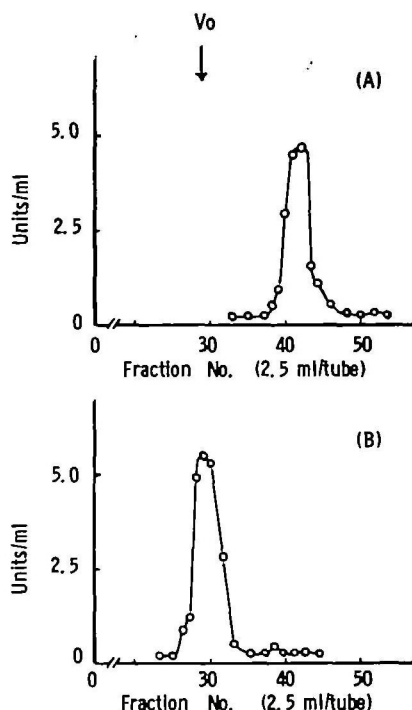 Vo
(A)
5.0
2.5
0
Units/ml
0 30 40 50
Fraction No. (2.5 ml/tube)
(B)
5.0
2.5
0
Units/ml
0 30 40 50
Fraction No. (2.5 ml/tube)